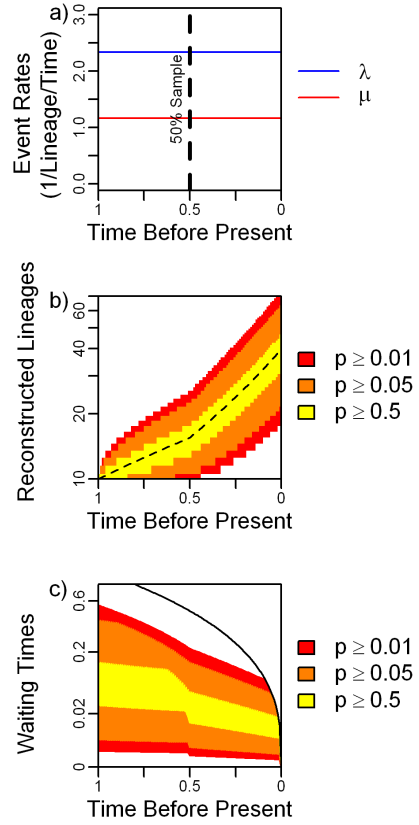 a)
Event Rates
(1/Lineage/Time)
3.0
2.0
1.0
0.0
50% Sample
λ
μ
1
0.5
0
Time Before Present
b)
Reconstructed Lineages
60
40
20
10
p ≥ 0.01
p ≥ 0.05
p ≥ 0.5
1
0.5
0
Time Before Present
c)
Waiting Times
0.6
0.2
0.02
0
p ≥ 0.01
p ≥ 0.05
p ≥ 0.5
1
0.5
0
Time Before Present